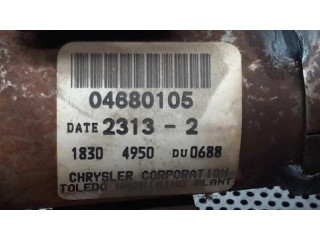 04680105
DATE 2313 - 2
1830 4950 DU0688
CHRYSLER CORPORATION
TOLEDO MACHINING PLANT